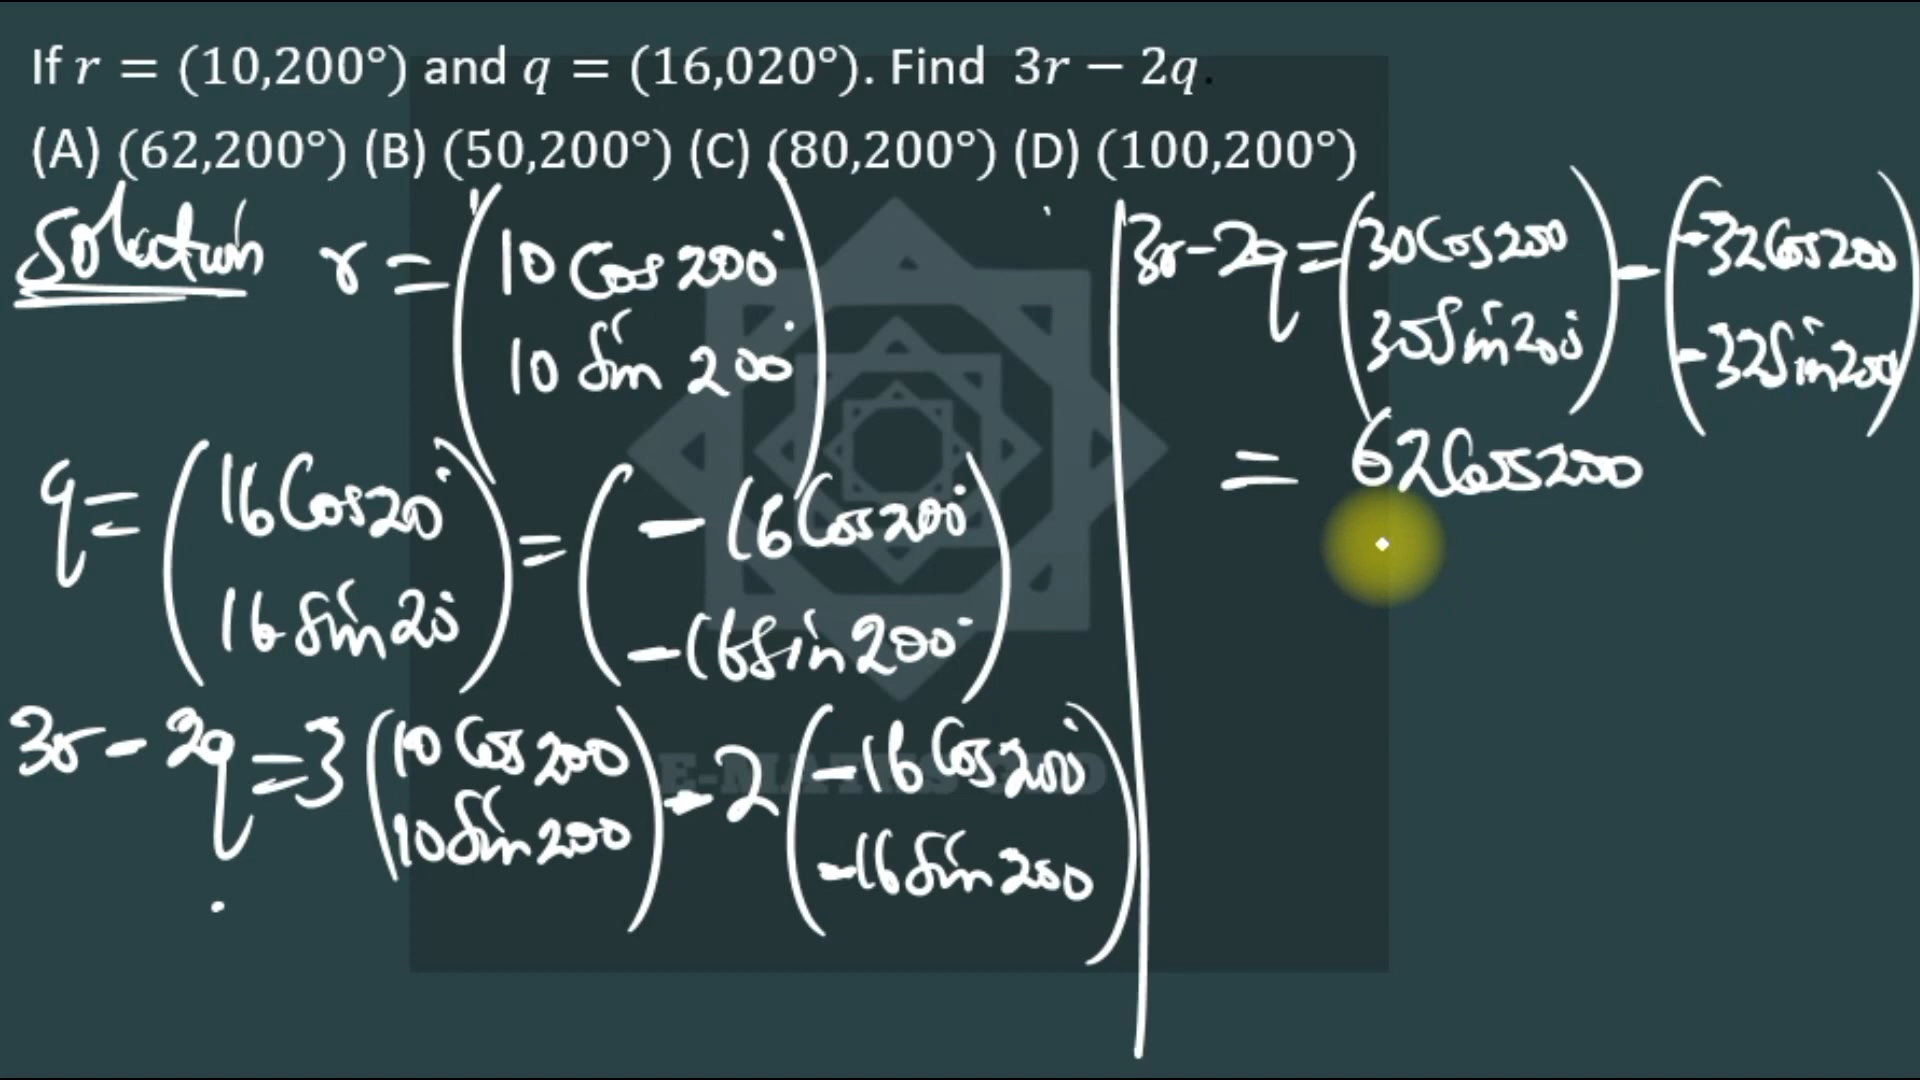 If r = (10,200°) and q = (16,020°). Find 3r − 2q.
(A) (62,200°) (B) (50,200°) (C) (80,200°) (D) (100,200°)
Solution r = (10 Cos 200°
10 Sin 200°)
q = (16 Cos 20°
16 Sin 20°) = (-16 Cos 200°
-16 Sin 200°)
3r - 2q = 3 (10 Cos 200
10 Sin 200) - 2 (-16 Cos 200°
-16 Sin 200)
3r - 2q = (30 Cos 200
30 Sin 200°) - (-32 Cos 200
-32 Sin 200)
= 62 Cos 200